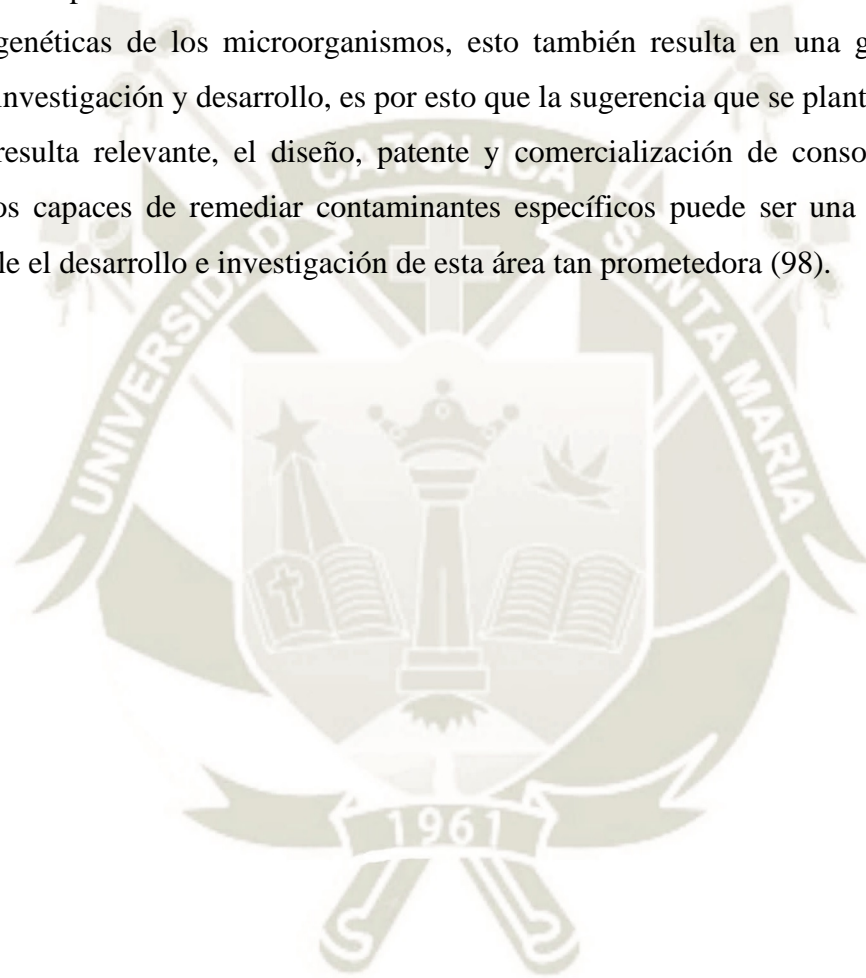 genéticas de los microorganismos, esto también resulta en una g
investigación y desarrollo, es por esto que la sugerencia que se plant
resulta relevante, el diseño, patente y comercialización de conso
os capaces de remediar contaminantes específicos puede ser una
le el desarrollo e investigación de esta área tan prometedora (98).
UNIVERSIDAD CATOLICA SANTA MARIA
1961